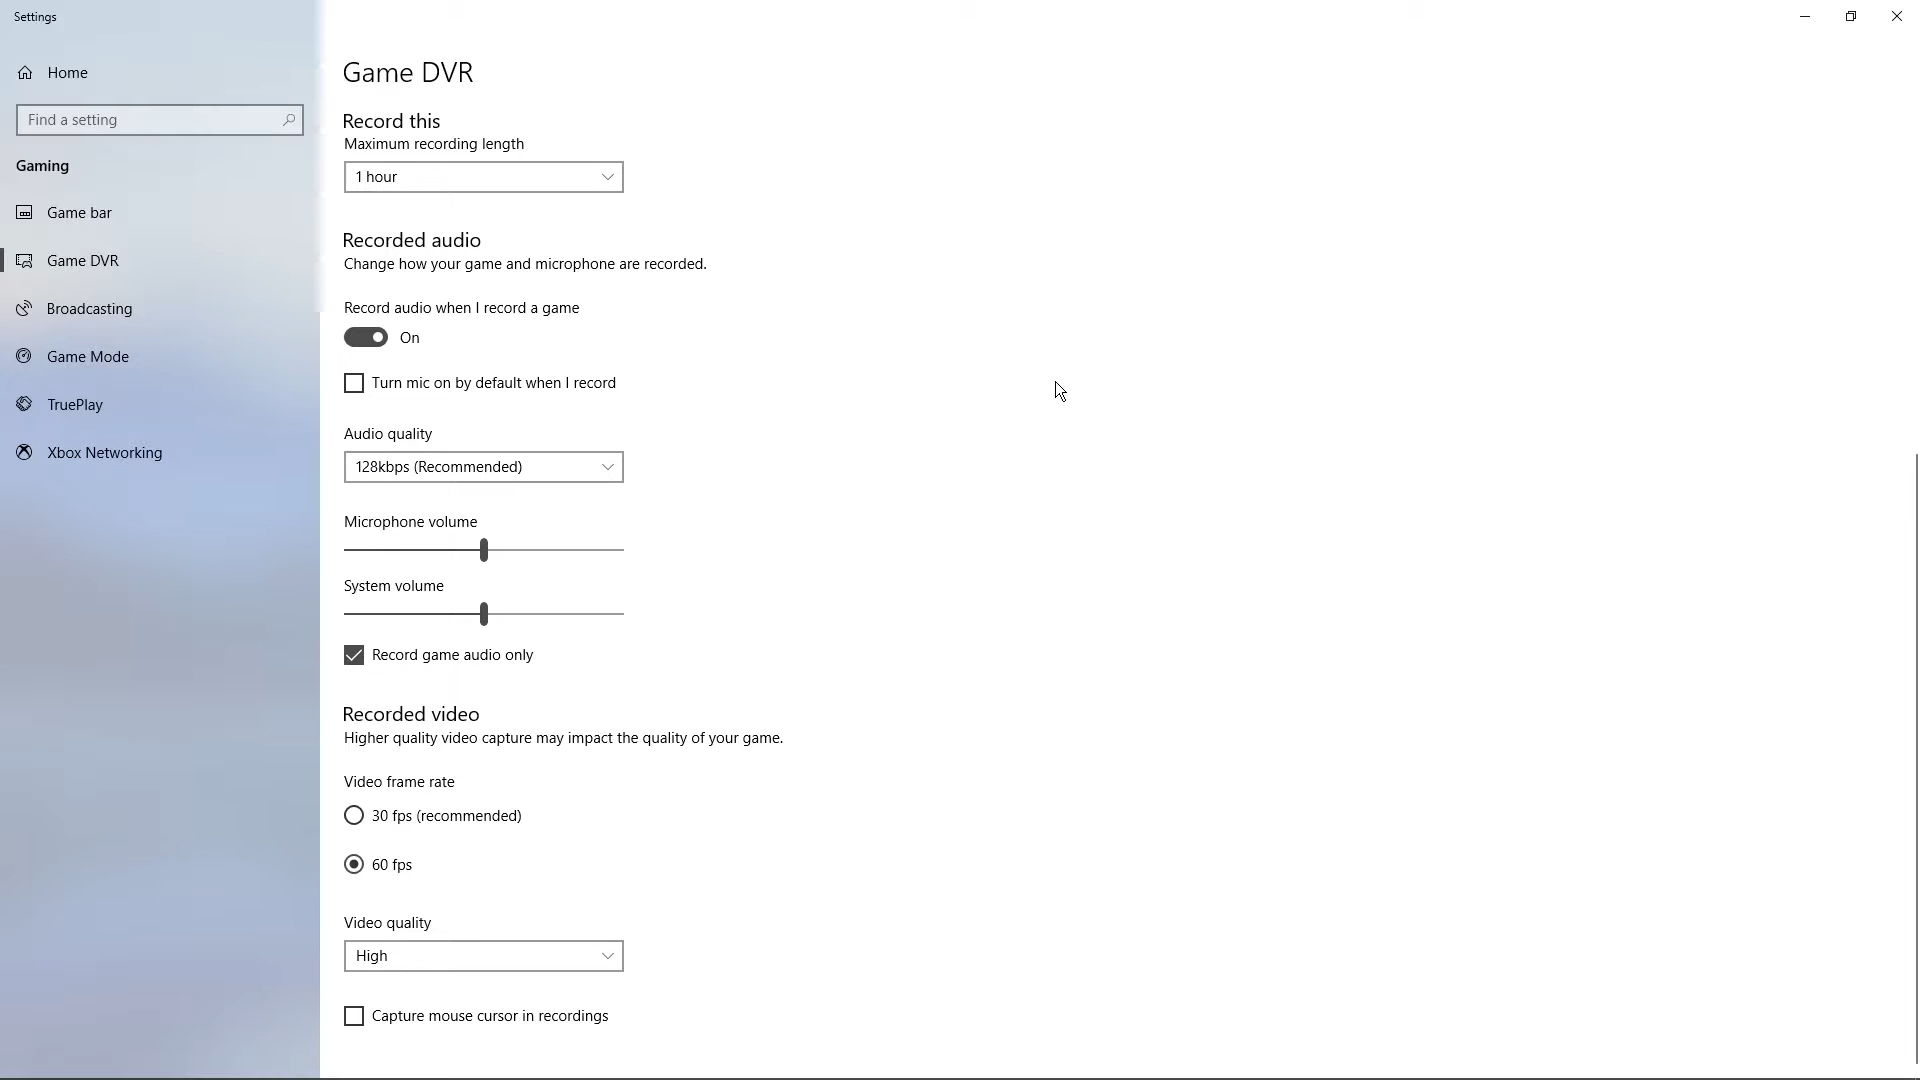 Settings
Home
Find a setting
Gaming
Game bar
Game DVR
Broadcasting
Game Mode
TruePlay
Xbox Networking
Game DVR
Record this
Maximum recording length
1 hour
Recorded audio
Change how your game and microphone are recorded.
Record audio when I record a game
On
Turn mic on by default when I record
Audio quality
128kbps (Recommended)
Microphone volume
System volume
Record game audio only
Recorded video
Higher quality video capture may impact the quality of your game.
Video frame rate
30 fps (recommended)
60 fps
Video quality
High
Capture mouse cursor in recordings